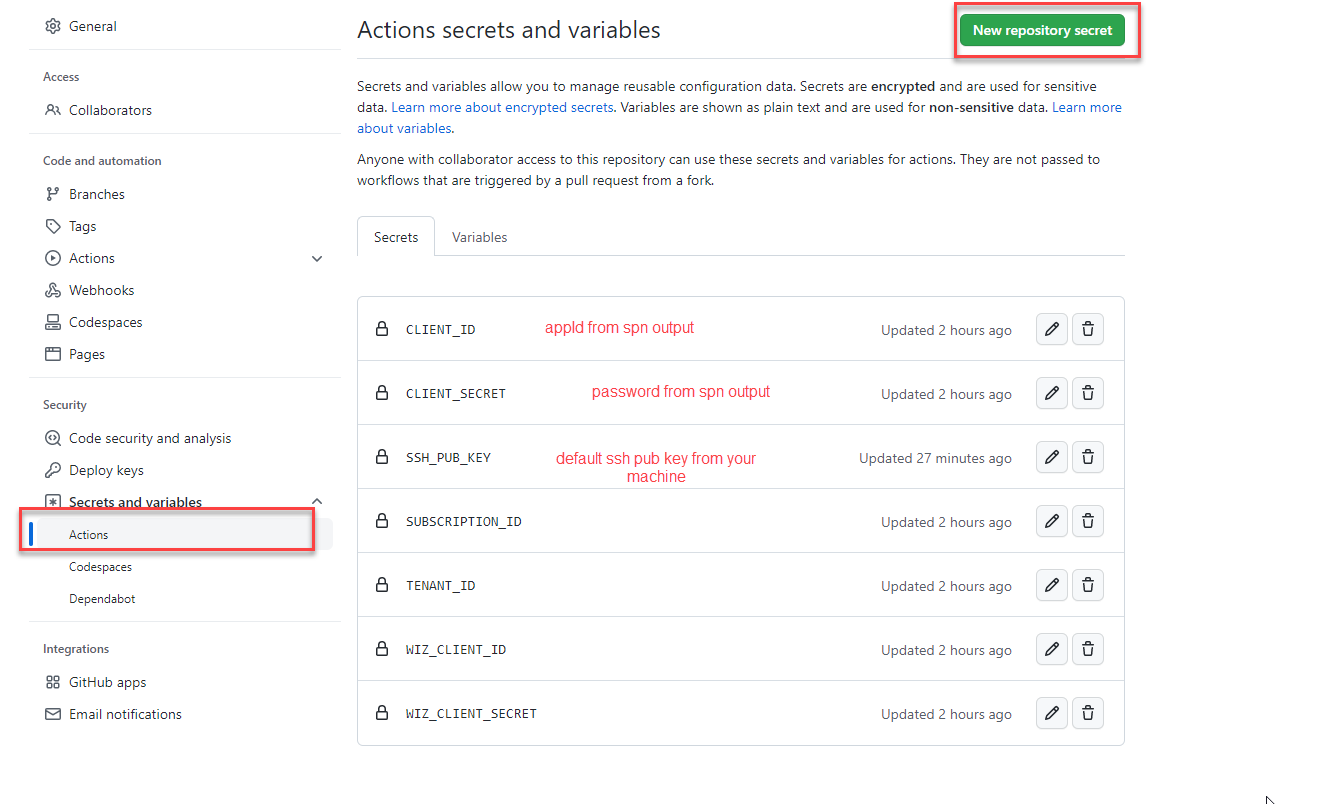 General
Access
Collaborators
Code and automation
Branches
Tags
Actions
Webhooks
Codespaces
Pages
Security
Code security and analysis
Deploy keys
Secrets and variables
Actions
Codespaces
Dependabot
Integrations
GitHub apps
Email notifications
Actions secrets and variables
New repository secret
Secrets and variables allow you to manage reusable configuration data. Secrets are encrypted and are used for sensitive
data. Learn more about encrypted secrets. Variables are shown as plain text and are used for non-sensitive data. Learn more
about variables.
Anyone with collaborator access to this repository can use these secrets and variables for actions. They are not passed to
workflows that are triggered by a pull request from a fork.
Secrets Variables
CLIENT_ID appId from spn output Updated 2 hours ago
CLIENT_SECRET password from spn output Updated 2 hours ago
SSH_PUB_KEY default ssh pub key from your Updated 27 minutes ago
machine
SUBSCRIPTION_ID Updated 2 hours ago
TENANT_ID Updated 2 hours ago
WIZ_CLIENT_ID Updated 2 hours ago
WIZ_CLIENT_SECRET Updated 2 hours ago